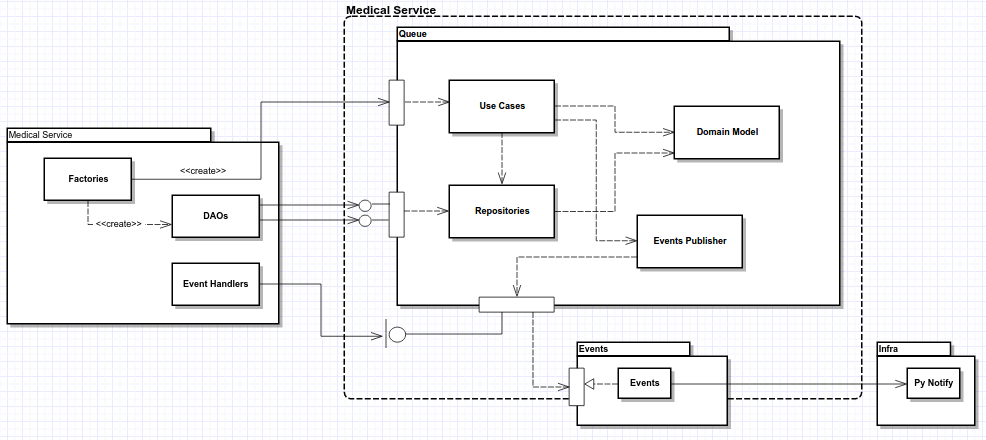 Medical Service
Queue
Use Cases
Domain Model
Medical Service
Factories
<<create>>
DAOs
<<create>>
Repositories
Events Publisher
Event Handlers
Events
Infra
Events
Py Notify